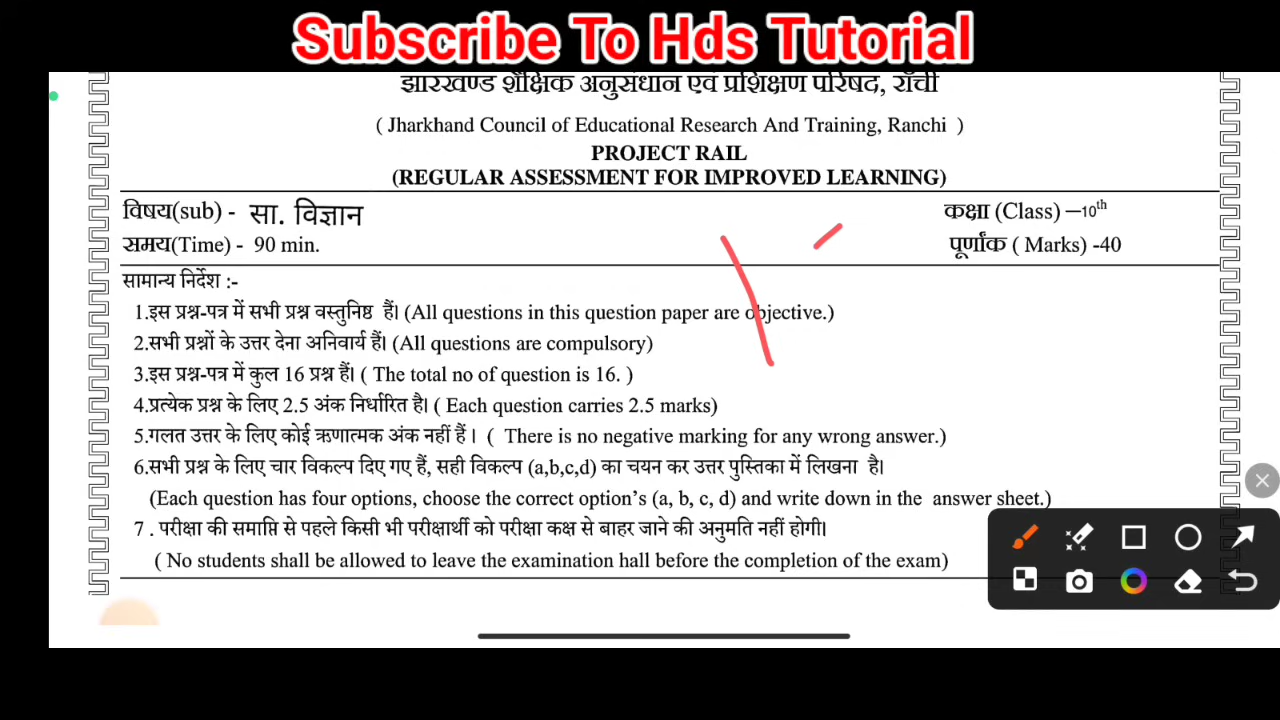 Subscribe To Hds Tutorial
झारखण्ड शैक्षिक अनुसंधान एवं प्रशिक्षण परिषद, राँची
( Jharkhand Council of Educational Research And Training, Ranchi )
PROJECT RAIL
(REGULAR ASSESSMENT FOR IMPROVED LEARNING)
विषय(sub) - सा. विज्ञान कक्षा (Class) –10th
समय(Time) - 90 min. पूर्णांक ( Marks) -40
सामान्य निर्देश :-
1.इस प्रश्न-पत्र में सभी प्रश्न वस्तुनिष्ठ हैं। (All questions in this question paper are objective.)
2.सभी प्रश्नों के उत्तर देना अनिवार्य हैं। (All questions are compulsory)
3.इस प्रश्न-पत्र में कुल 16 प्रश्न हैं। ( The total no of question is 16. )
4.प्रत्येक प्रश्न के लिए 2.5 अंक निर्धारित है। ( Each question carries 2.5 marks)
5.गलत उत्तर के लिए कोई ऋणात्मक अंक नहीं हैं । ( There is no negative marking for any wrong answer.)
6.सभी प्रश्न के लिए चार विकल्प दिए गए हैं, सही विकल्प (a,b,c,d) का चयन कर उत्तर पुस्तिका में लिखना है।
(Each question has four options, choose the correct option's (a, b, c, d) and write down in the answer sheet.)
7 . परीक्षा की समाप्ति से पहले किसी भी परीक्षार्थी को परीक्षा कक्ष से बाहर जाने की अनुमति नहीं होगी।
( No students shall be allowed to leave the examination hall before the completion of the exam)